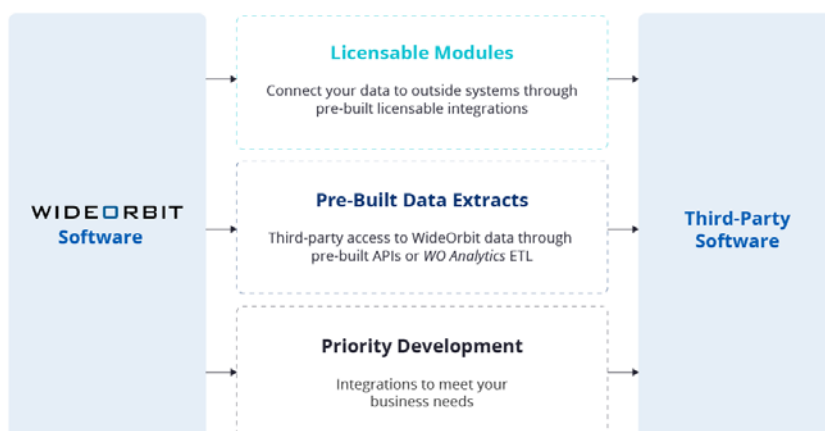 WIDEORBIT
Software
Licensable Modules
Connect your data to outside systems through
pre-built licensable integrations
Pre-Built Data Extracts
Third-party access to WideOrbit data through
pre-built APIs or WO Analytics ETL
Priority Development
Integrations to meet your
business needs
Third-Party
Software